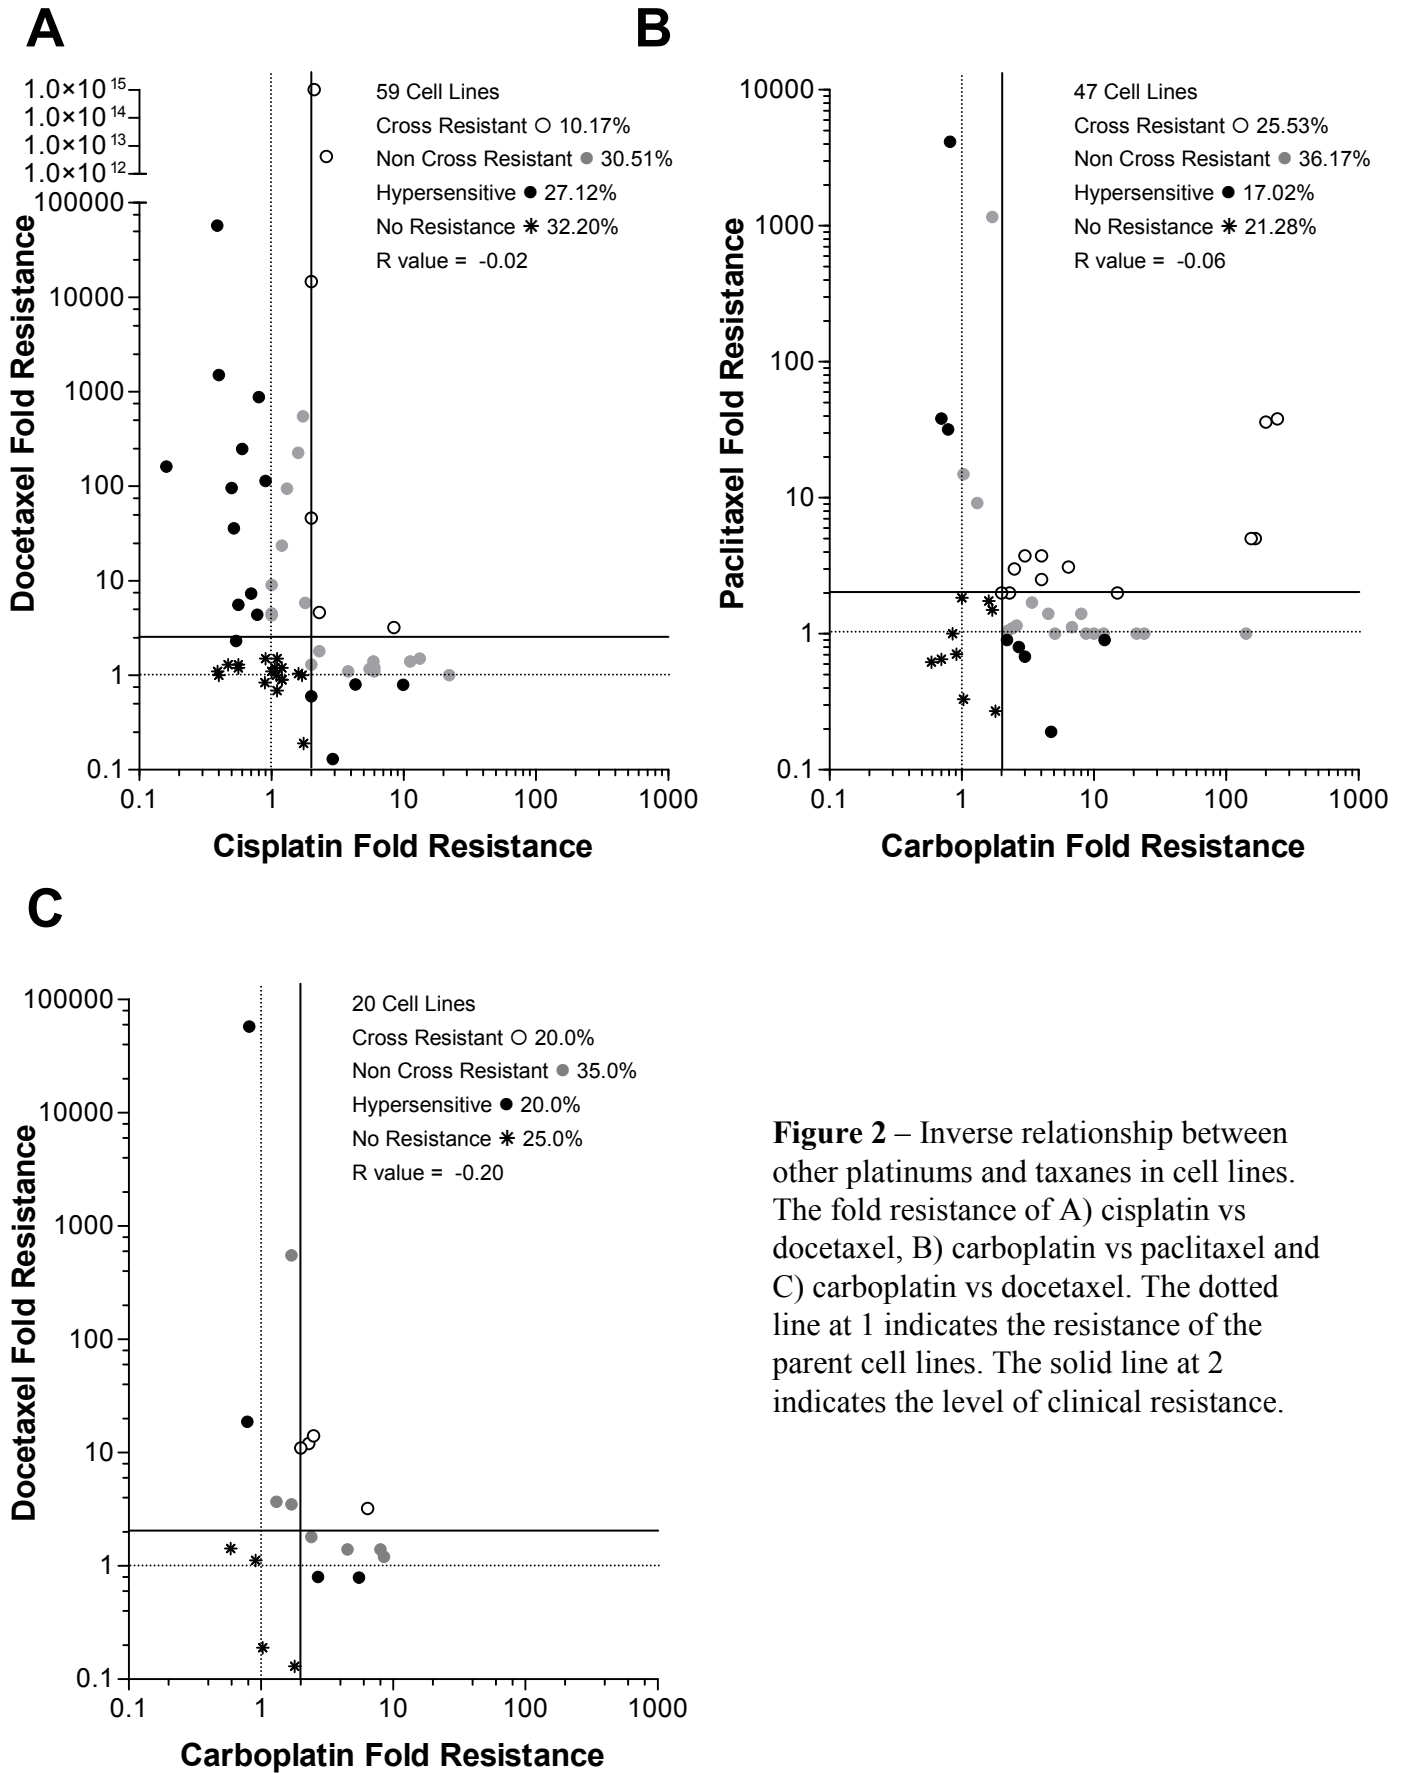 A
1.0×10 15
1.0×10 14
1.0×10 13
1.0×10 12
100000
10000
1000
100
10
1
0.1
Docetaxel Fold Resistance
0.1 1 10 100 1000
Cisplatin Fold Resistance
59 Cell Lines
Cross Resistant 10.17%
Non Cross Resistant 30.51%
Hypersensitive 27.12%
No Resistance 32.20%
R value = -0.02
B
10000
1000
100
10
1
0.1
Paclitaxel Fold Resistance
0.1 1 10 100 1000
Carboplatin Fold Resistance
47 Cell Lines
Cross Resistant 25.53%
Non Cross Resistant 36.17%
Hypersensitive 17.02%
No Resistance 21.28%
R value = -0.06
C
100000
10000
1000
100
10
1
0.1
Docetaxel Fold Resistance
0.1 1 10 100 1000
Carboplatin Fold Resistance
20 Cell Lines
Cross Resistant 20.0%
Non Cross Resistant 35.0%
Hypersensitive 20.0%
No Resistance 25.0%
R value = -0.20
Figure 2 – Inverse relationship between
other platinums and taxanes in cell lines.
The fold resistance of A) cisplatin vs
docetaxel, B) carboplatin vs paclitaxel and
C) carboplatin vs docetaxel. The dotted
line at 1 indicates the resistance of the
parent cell lines. The solid line at 2
indicates the level of clinical resistance.